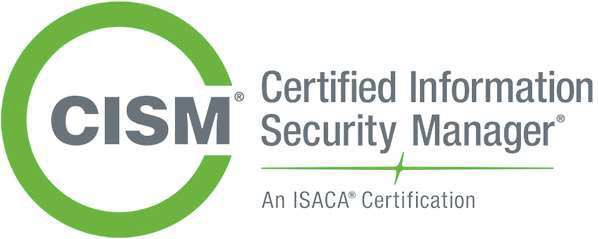 CISM®
Certified Information
Security Manager®
An ISACA® Certification